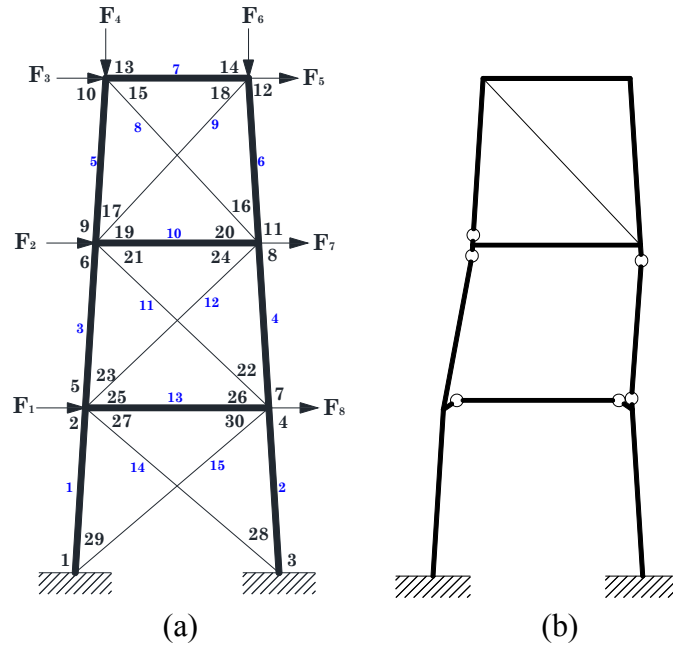 F₄ F₆
F₃ 13 7 14 F₅
10 15 18 12
8 9
5 6
17 16
9 19 10 20 11
F₂ F₇
6 21 24 8
11 12
3 4
23 22
5 25 13 26 7
F₁ F₈
2 27 30 4
14 15
1 2
29 28
1 3
(a) (b)